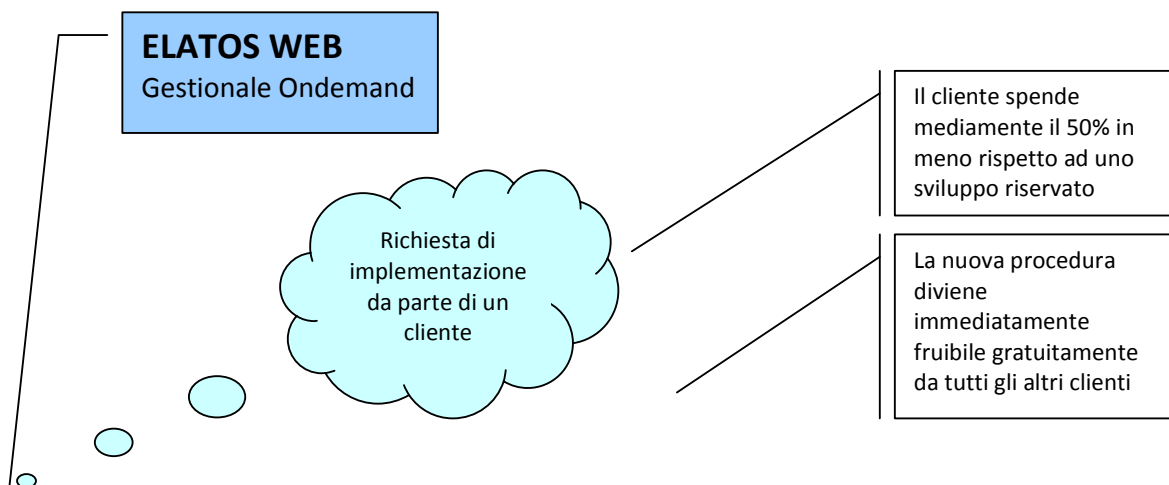 ELATOS WEB
Gestionale Ondemand
Richiesta di
implementazione
da parte di un
cliente
Il cliente spende
mediamente il 50% in
meno rispetto ad uno
sviluppo riservato
La nuova procedura
diviene
immediatamente
fruibile gratuitamente
da tutti gli altri clienti